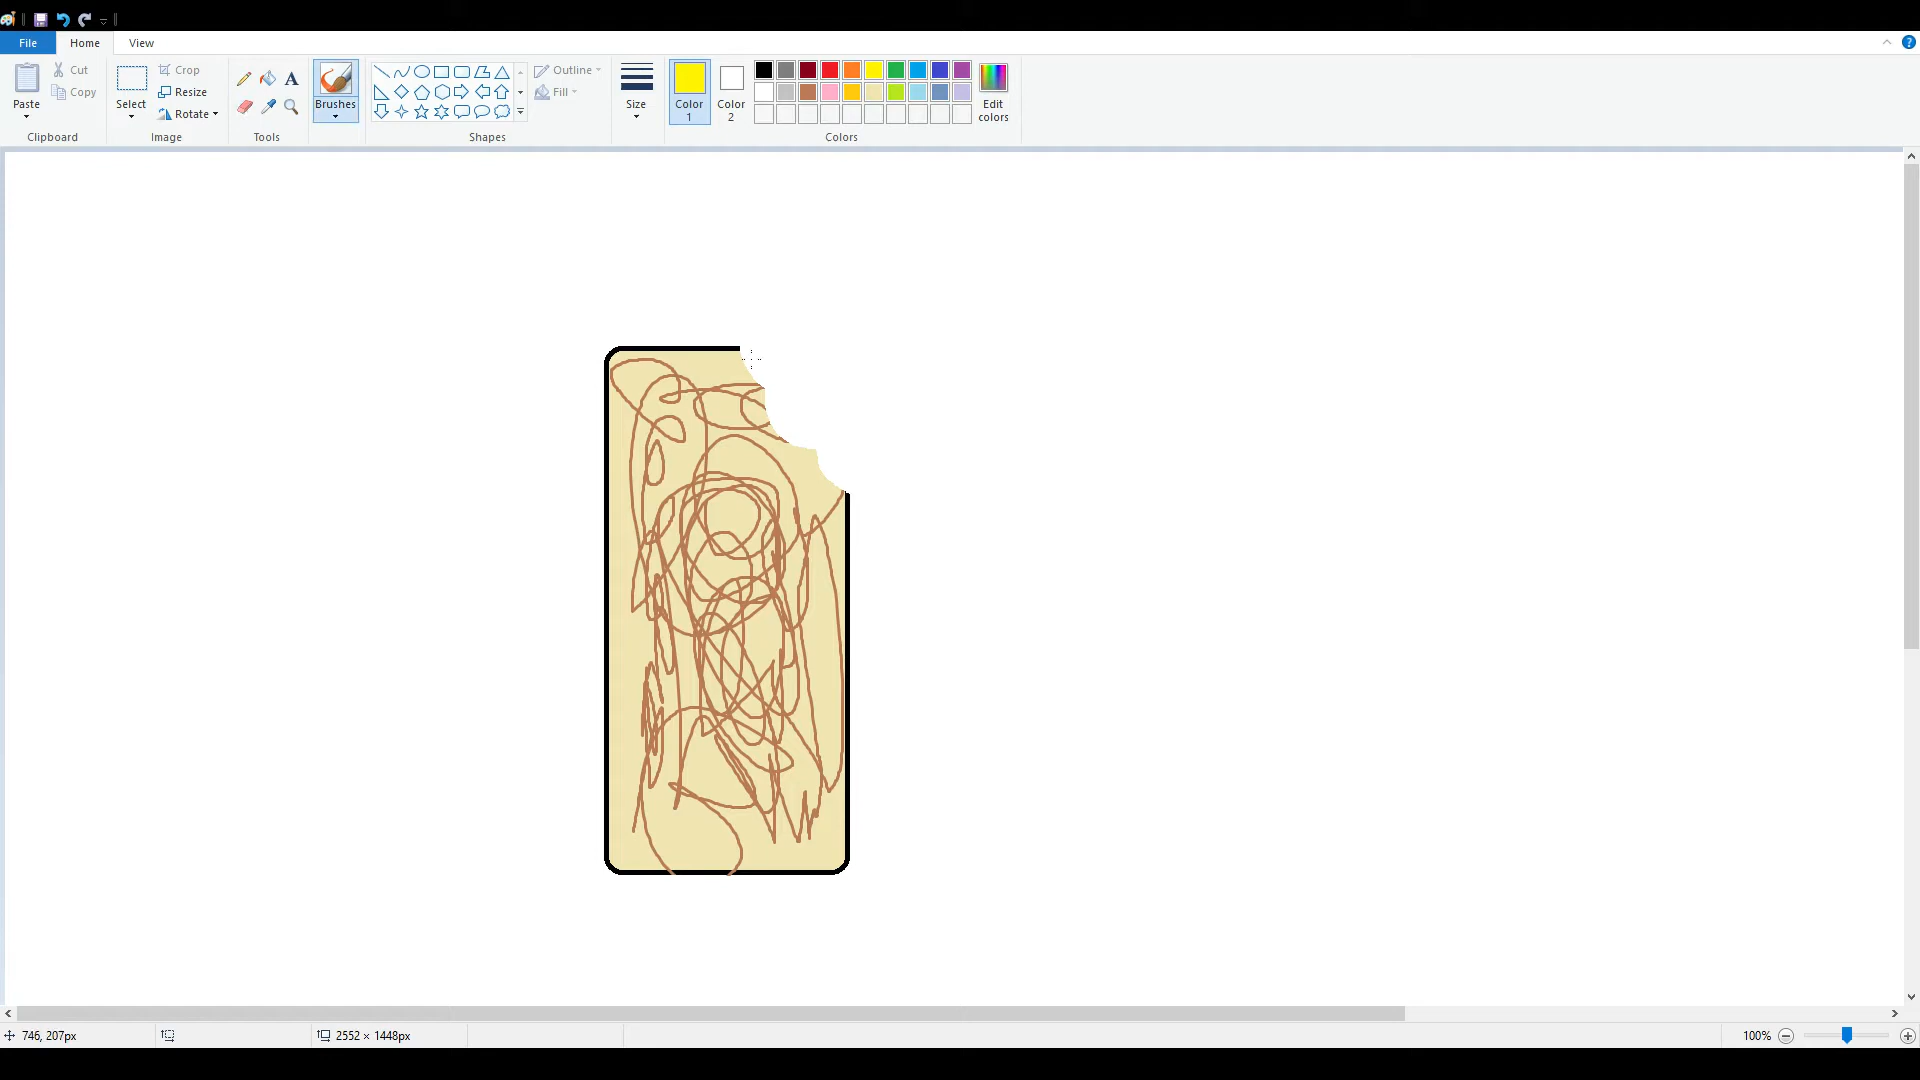 File Home View
Paste
Cut
Copy
Clipboard
Select
Crop
Resize
Rotate
Image
A
Tools
Brushes
Outline
Fill
Shapes
Size
Color 1
Color 2
Edit colors
Colors
746, 207px
2552 × 1448px
100%